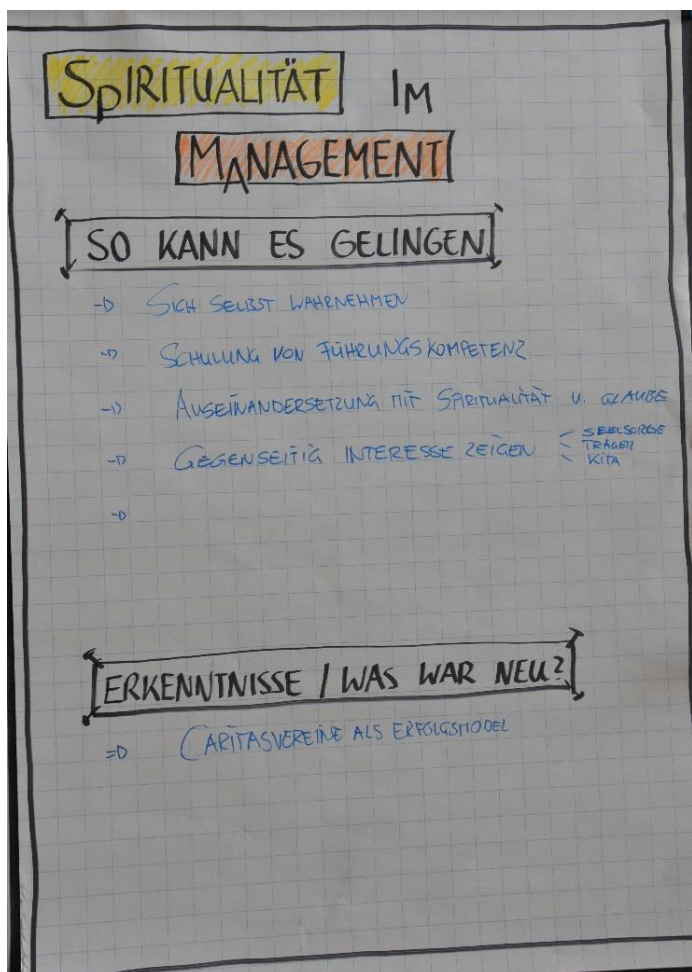 SPIRITUALITÄT IM
MANAGEMENT
SO KANN ES GELINGEN
-D SICH SELBST WAHRNEHMEN
-D SCHULUNG VON FÜHRUNGSKOMPETENZ
-D AUSEINANDERSETZUNG MIT SPIRITUALITÄT U. GLAUBE
-D GEGENSEITIG INTERESSE ZEIGEN < SEELSORGE
TRÄGER
KITA
-D
ERKENNTNISSE / WAS WAR NEU?
=D CARITASVEREINE ALS ERFOLGSMODEL